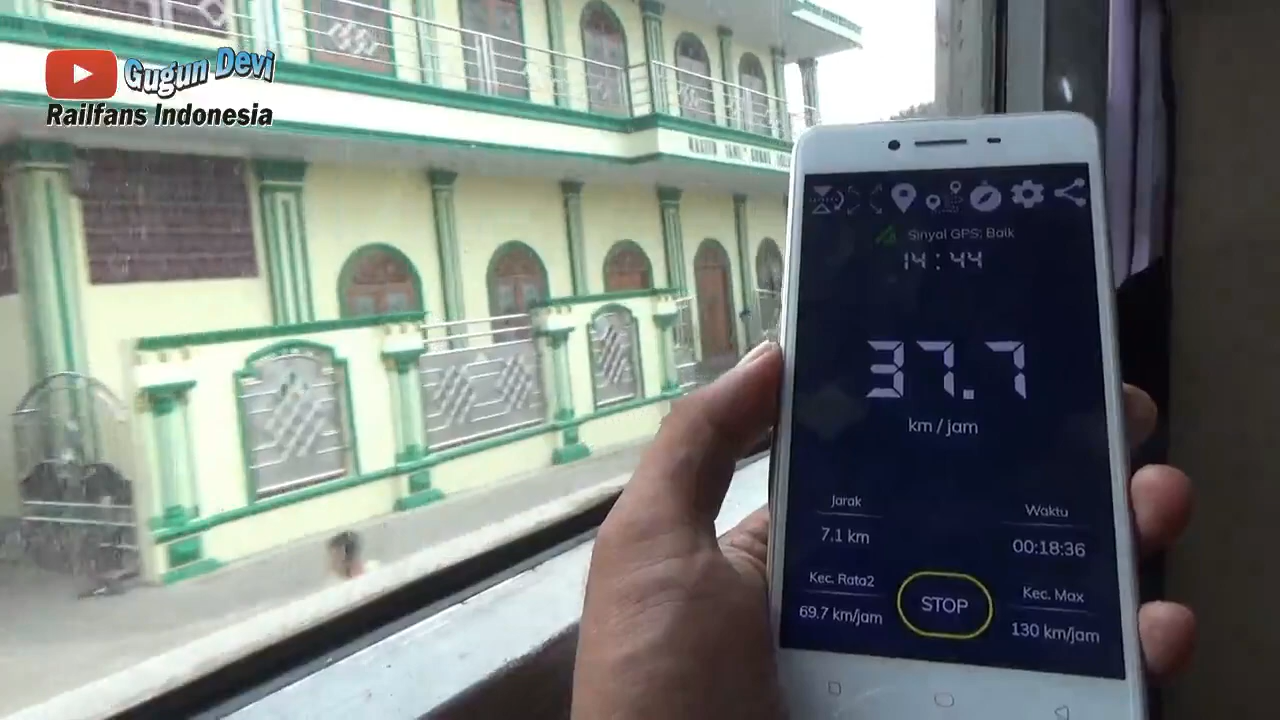 Gugun Devi
Railfans Indonesia
Sinyal GPS: Baik
14:44
37.7
km / jam
Jarak
7.1 km
Waktu
00:18:36
Kec. Rata2
69.7 km/jam
STOP
Kec. Max
130 km/jam